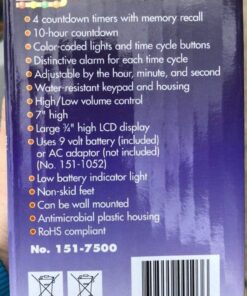 • 4 countdown timers with memory recall
• 10-hour countdown
• Color-coded lights and time cycle buttons
• Distinctive alarm for each time cycle
• Adjustable by the hour, minute, and second
• Water-resistant keypad and housing
• High/Low volume control
• 7" high
• Large ¾" high LCD display
• Uses 9 volt battery (included)
or AC adaptor (not included)
(No. 151-1052)
• Low battery indicator light
• Non-skid feet
• Can be wall mounted
• Antimicrobial plastic housing
• RoHS compliant
No. 151-7500